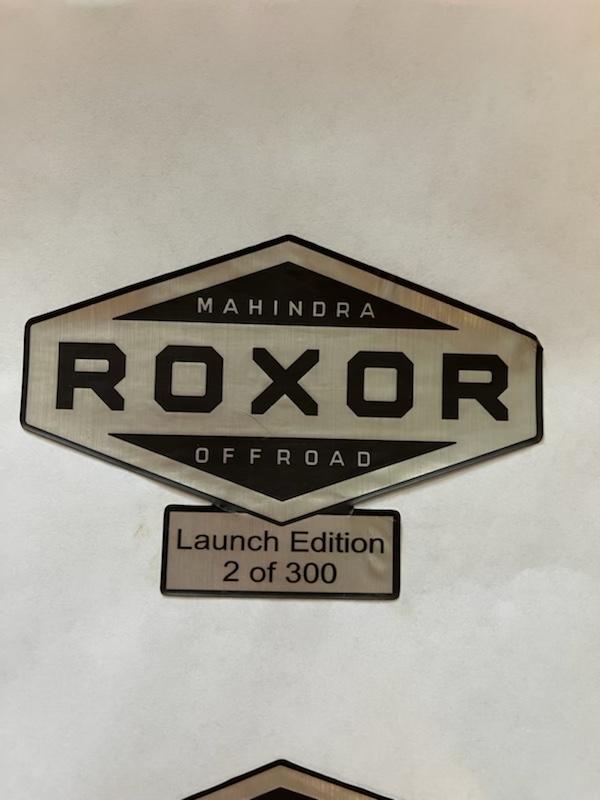 MAHINDRA
ROXOR
OFFROAD
Launch Edition
2 of 300